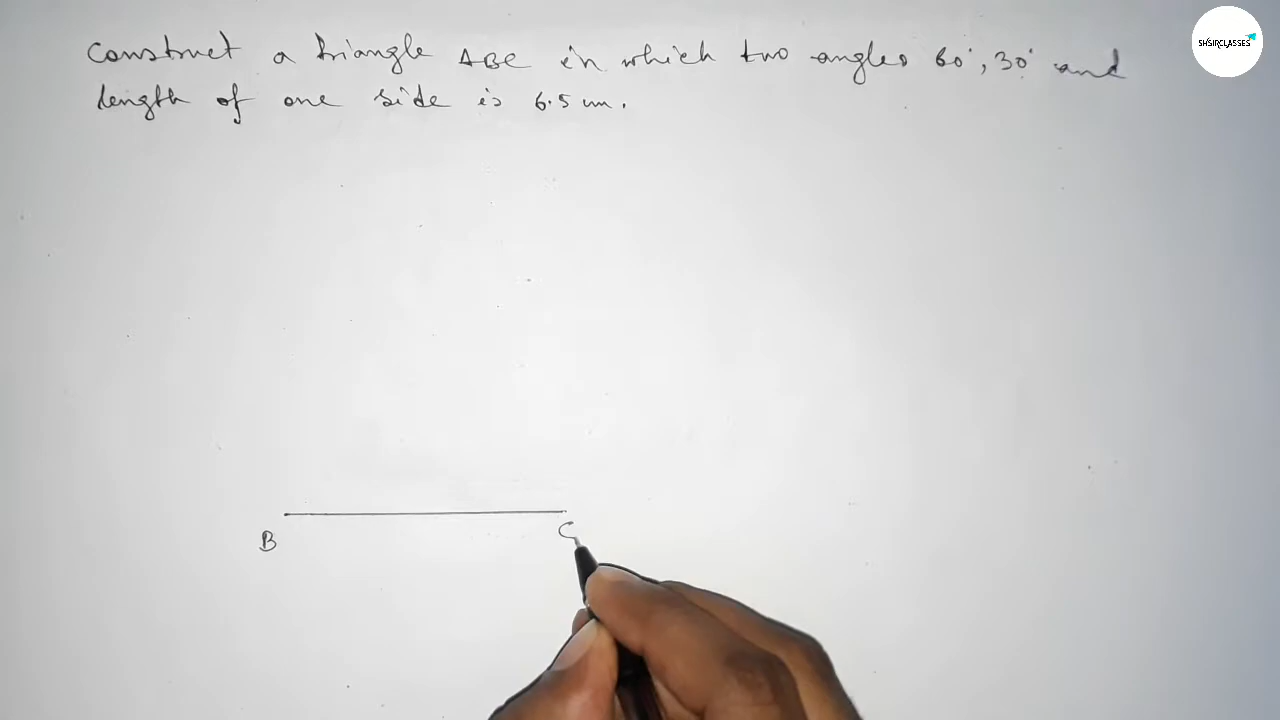 SHSIRCLASSES
Construct a triangle ABC in which two angles 60°, 30° and
length of one side is 6.5 cm.
B
C